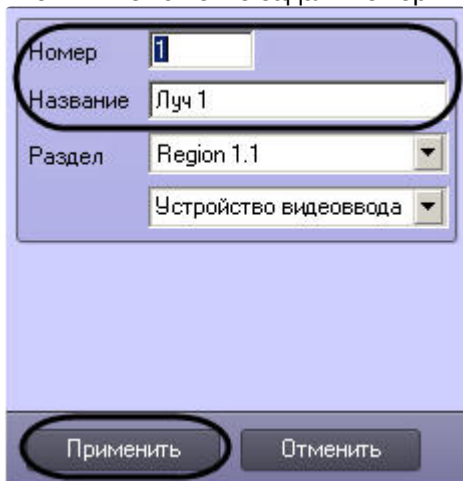 Номер 1
Название Луч 1
Раздел Region 1.1
Устройство видеоввода
Применить Отменить